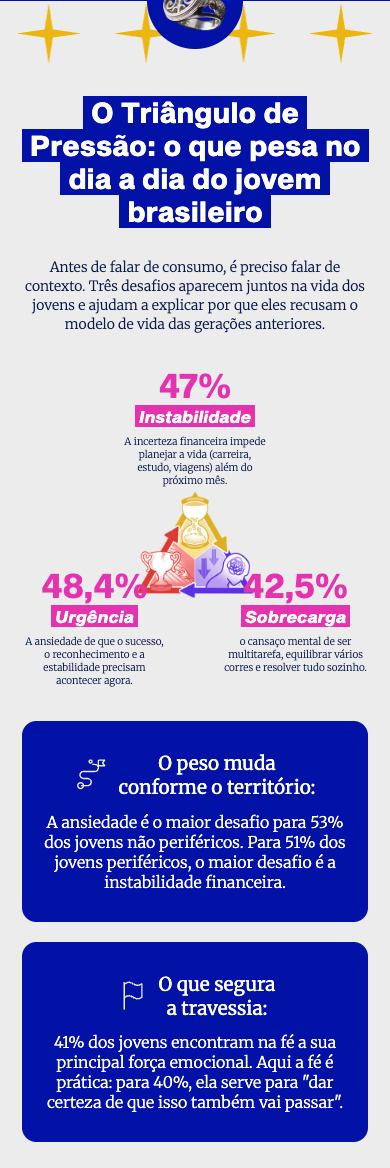 O Triângulo de
Pressão: o que pesa no
dia a dia do jovem
brasileiro
Antes de falar de consumo, é preciso falar de
contexto. Três desafios aparecem juntos na vida dos
jovens e ajudam a explicar por que eles recusam o
modelo de vida das gerações anteriores.
47%
Instabilidade
A incerteza financeira impede
planejar a vida (carreira,
estudo, viagens) além do
próximo mês.
48,4%
Urgência
A ansiedade de que o sucesso,
o reconhecimento e a
estabilidade precisam
acontecer agora.
42,5%
Sobrecarga
o cansaço mental de ser
multitarefa, equilibrar vários
corres e resolver tudo sozinho.
O peso muda
conforme o território:
A ansiedade é o maior desafio para 53%
dos jovens não periféricos. Para 51% dos
jovens periféricos, o maior desafio é a
instabilidade financeira.
O que segura
a travessia:
41% dos jovens encontram na fé a sua
principal força emocional. Aqui a fé é
prática: para 40%, ela serve para "dar
certeza de que isso também vai passar".